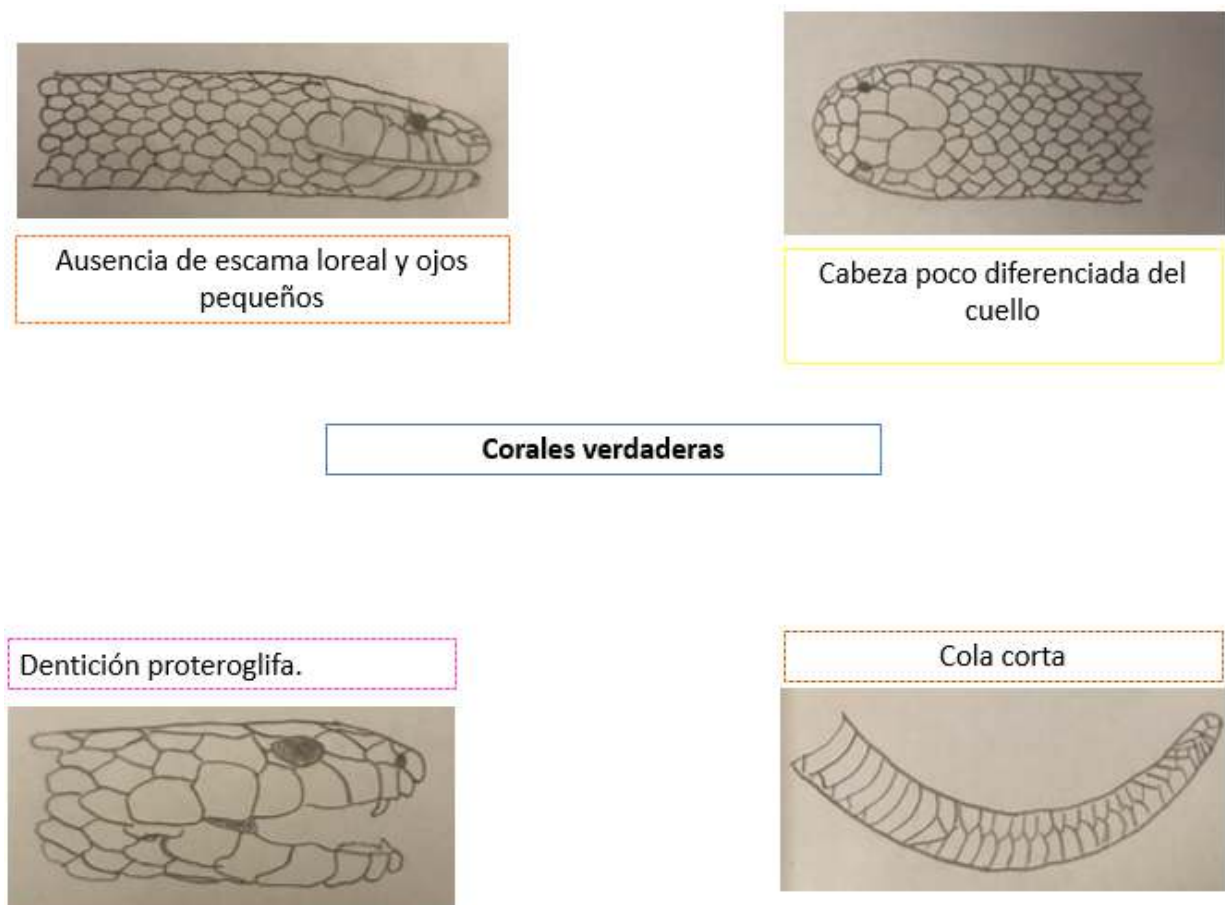 Ausencia de escama loreal y ojos
pequeños
Cabeza poco diferenciada del
cuello
Corales verdaderas
Dentición proteroglifa.
Cola corta